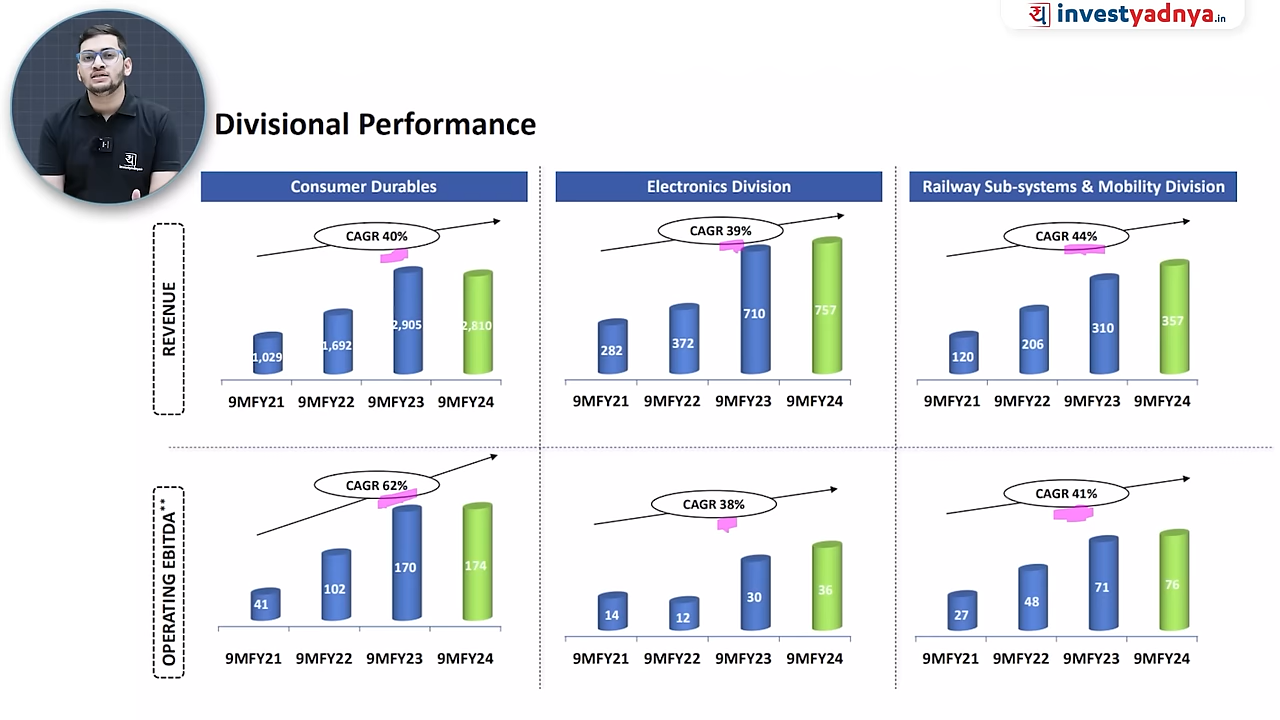 investyadnya.in
Divisional Performance
Consumer Durables
Electronics Division
Railway Sub-systems & Mobility Division
REVENUE
CAGR 40%
1,029
1,692
2,905
2,810
9MFY21 9MFY22 9MFY23 9MFY24
CAGR 39%
282
372
710
757
9MFY21 9MFY22 9MFY23 9MFY24
CAGR 44%
120
206
310
357
9MFY21 9MFY22 9MFY23 9MFY24
OPERATING EBITDA**
CAGR 62%
41
102
170
174
9MFY21 9MFY22 9MFY23 9MFY24
CAGR 38%
14
12
30
36
9MFY21 9MFY22 9MFY23 9MFY24
CAGR 41%
27
48
71
76
9MFY21 9MFY22 9MFY23 9MFY24